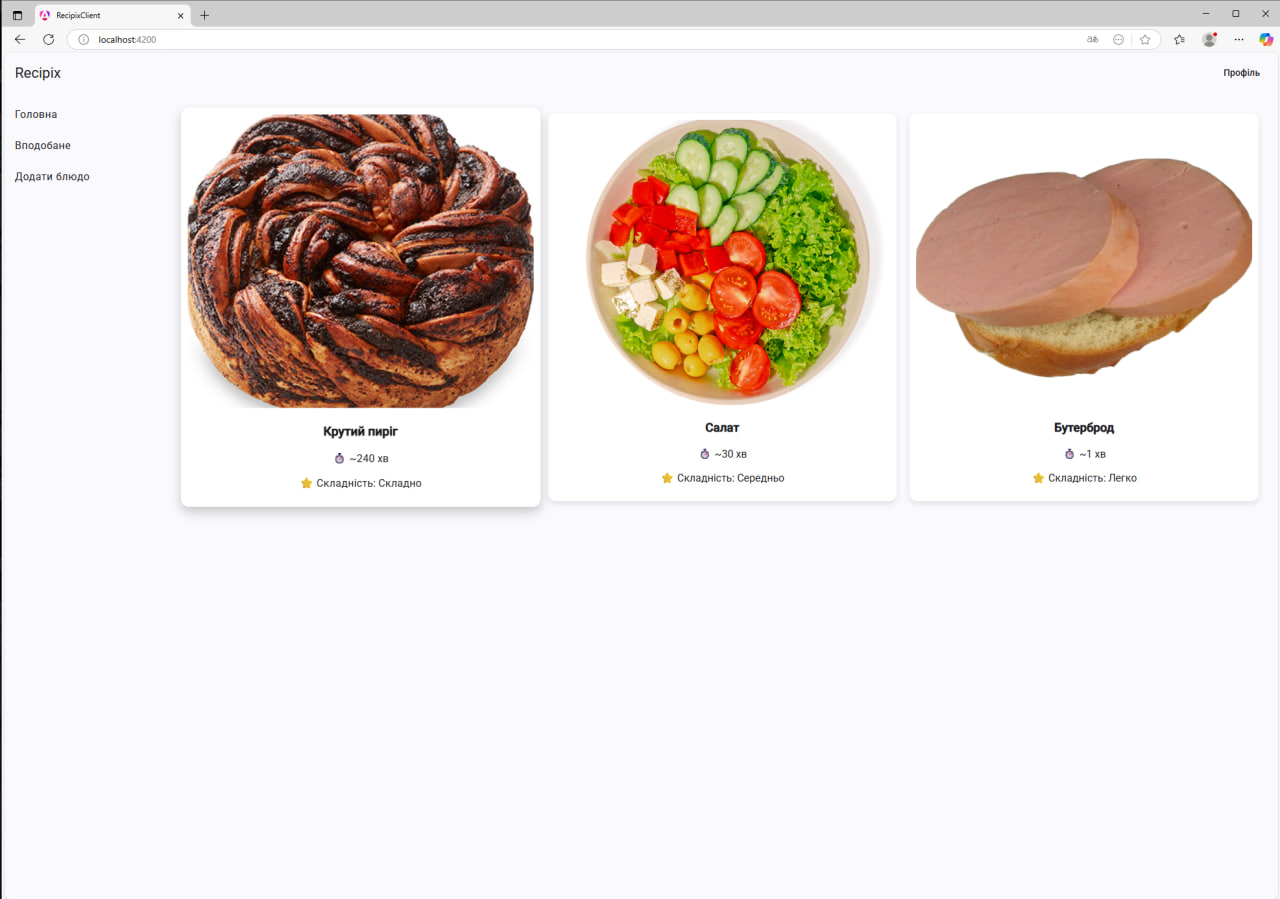 RecipixClient
localhost:4200
Recipix
Профіль
Головна
Вподобане
Додати блюдо
Крутий пиріг
~240 хв
Складність: Складно
Салат
~30 хв
Складність: Середньо
Бутерброд
~1 хв
Складність: Легко